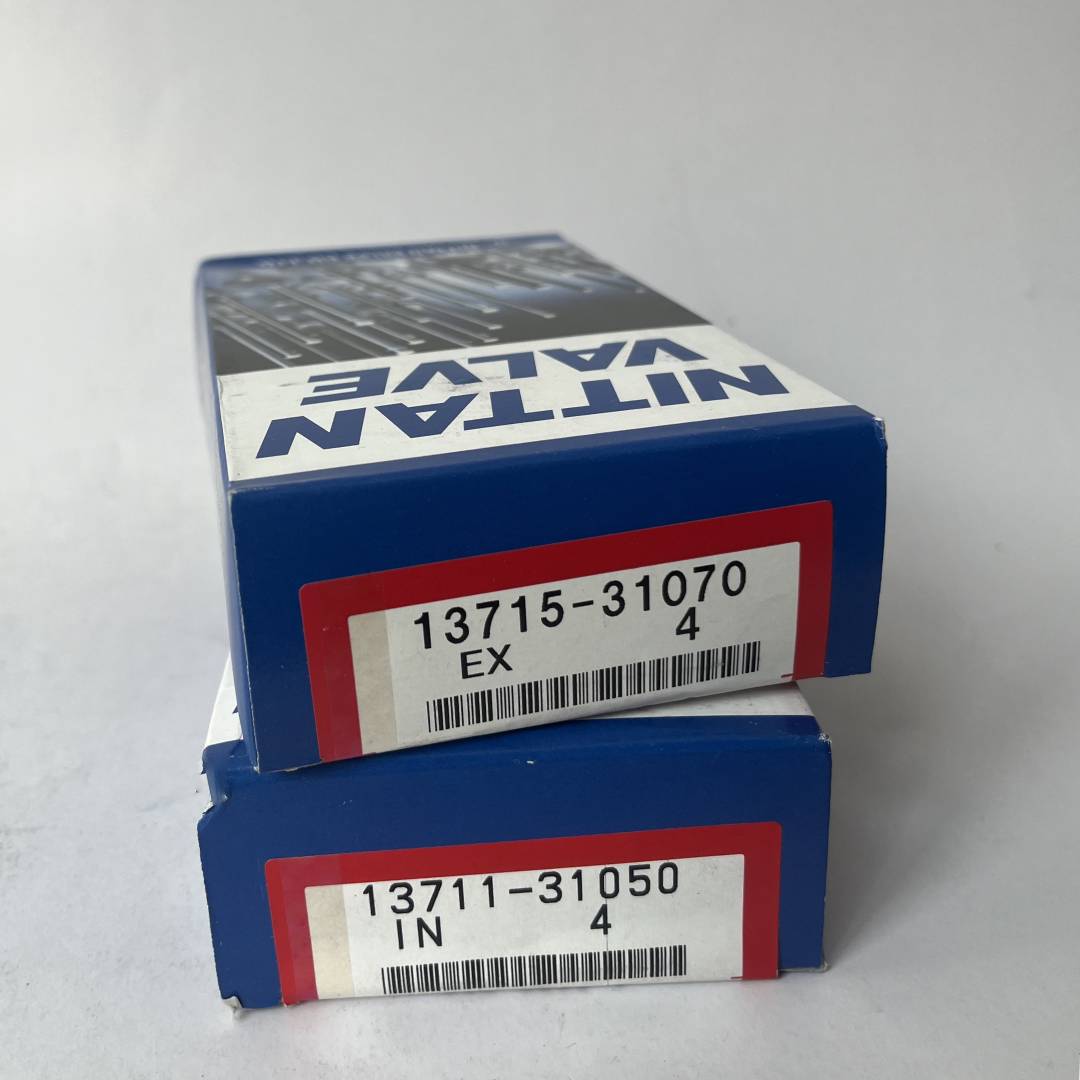 NITTAN
VALVE
13715-31070
EX 4
13711-31050
IN 4